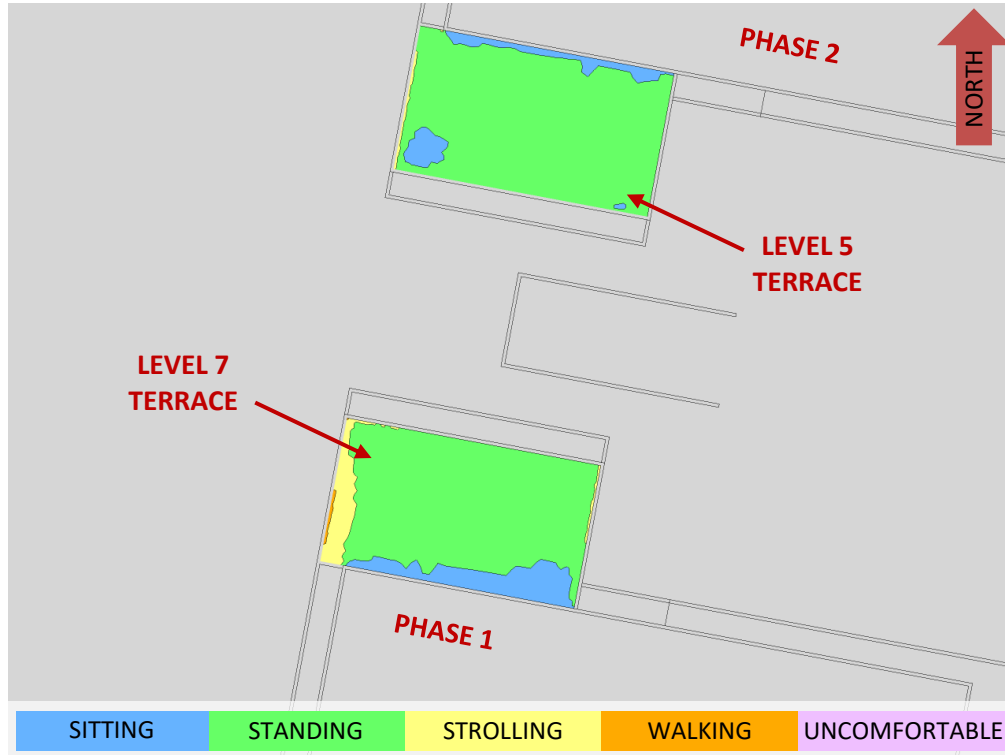 PHASE 2
NORTH
LEVEL 5
TERRACE
LEVEL 7
TERRACE
PHASE 1
SITTING
STANDING
STROLLING
WALKING
UNCOMFORTABLE